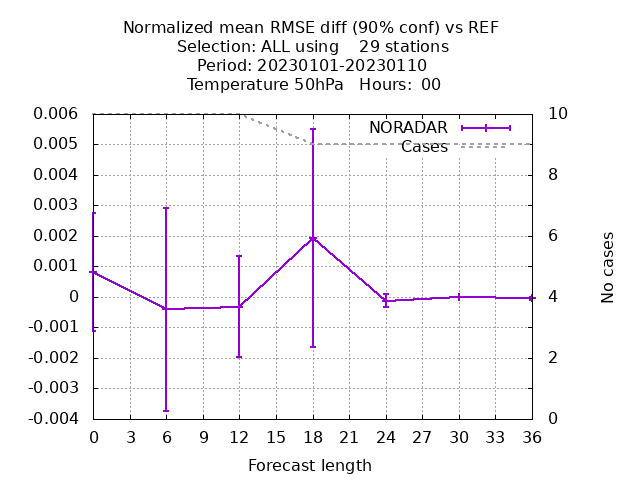 Normalized mean RMSE diff (90% conf) vs REF
Selection: ALL using    29 stations
Period: 20230101-20230110
Temperature 50hPa   Hours:  00
0.006
0.005
0.004
0.003
0.002
0.001
0
-0.001
-0.002
-0.003
-0.004
NORADAR
Cases
10
8
6
4
2
0
No cases
0 3 6 9 12 15 18 21 24 27 30 33 36
Forecast length